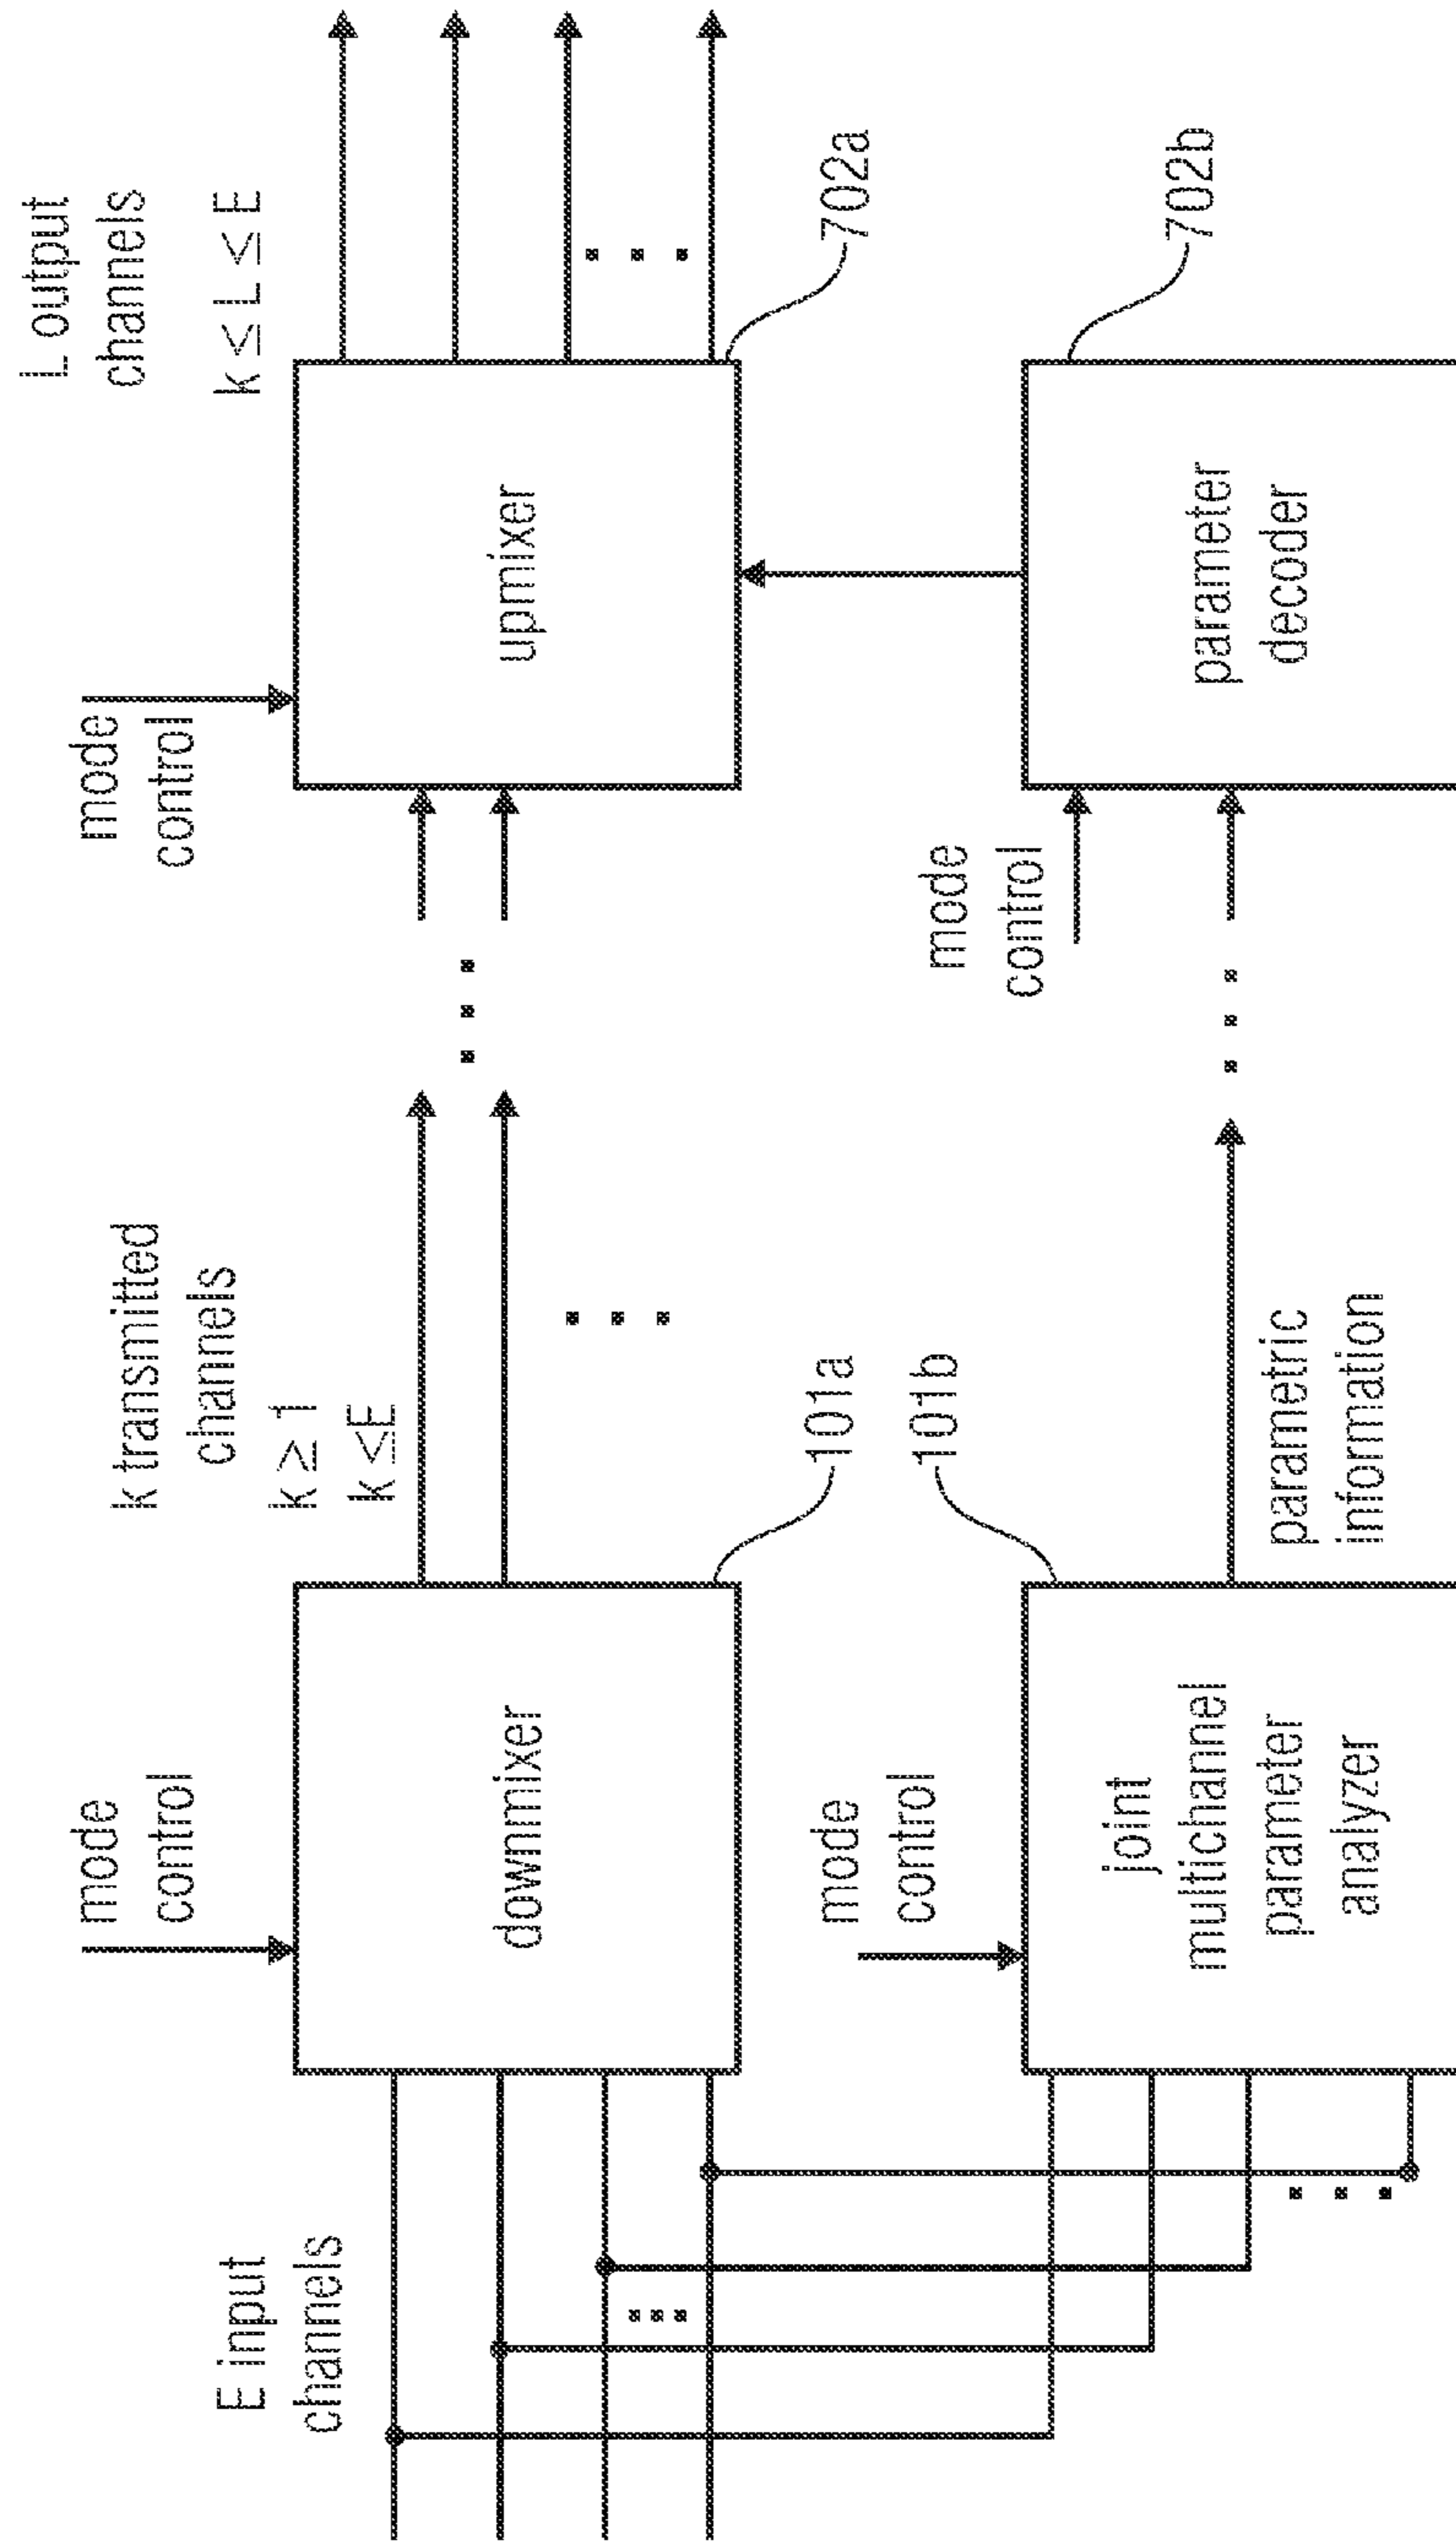 E input
channels
mode
control
downmixer
k transmitted
channels
k ≥ 1
k ≤E
101a
mode
control
upmixer
L output
channels
k ≤ L ≤ E
702a
mode
control
joint
multichannel
parameter
analyzer
101b
parametric
information
mode
control
parameter
decoder
702b